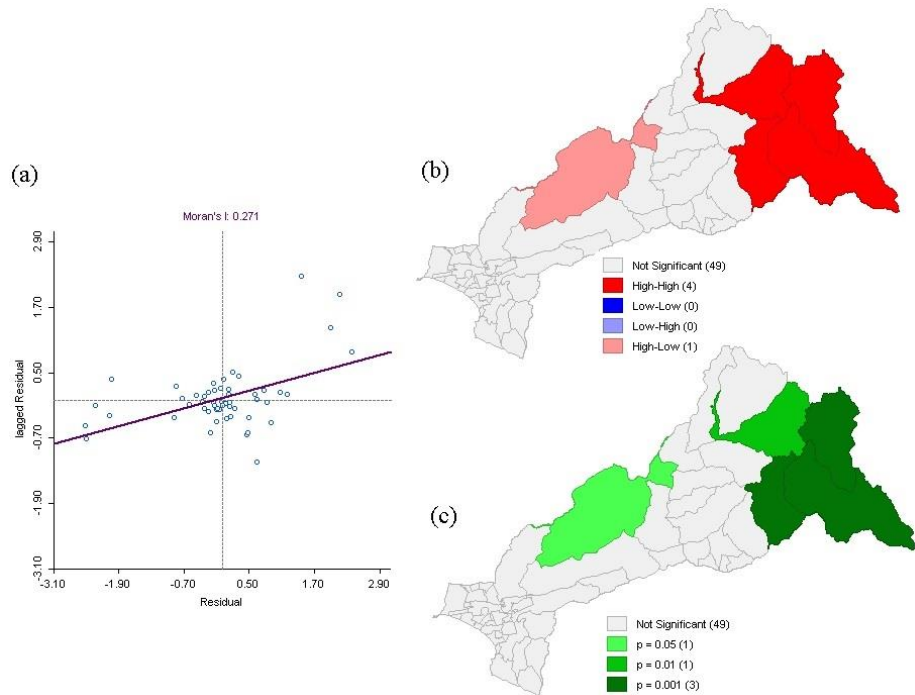 (a)
Moran's I: 0.271
2.90
1.70
0.50
-0.70
-1.90
-3.10
lagged Residual
-3.10 -1.90 -0.70 0.50 1.70 2.90
Residual
(b)
Not Significant (49)
High-High (4)
Low-Low (0)
Low-High (0)
High-Low (1)
(c)
Not Significant (49)
p = 0.05 (1)
p = 0.01 (1)
p = 0.001 (3)